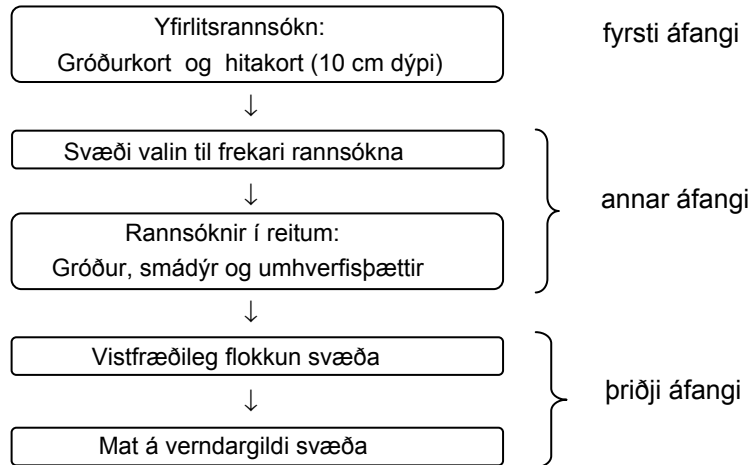 Yfirlitsrannsókn:
Gróðurkort og hitakort (10 cm dýpi)
fyrsti áfangi
↓
Svæði valin til frekari rannsókna
↓
annar áfangi
Rannsóknir í reitum:
Gróður, smádýr og umhverfisþættir
↓
Vistfræðileg flokkun svæða
↓
þriðji áfangi
Mat á verndargildi svæða